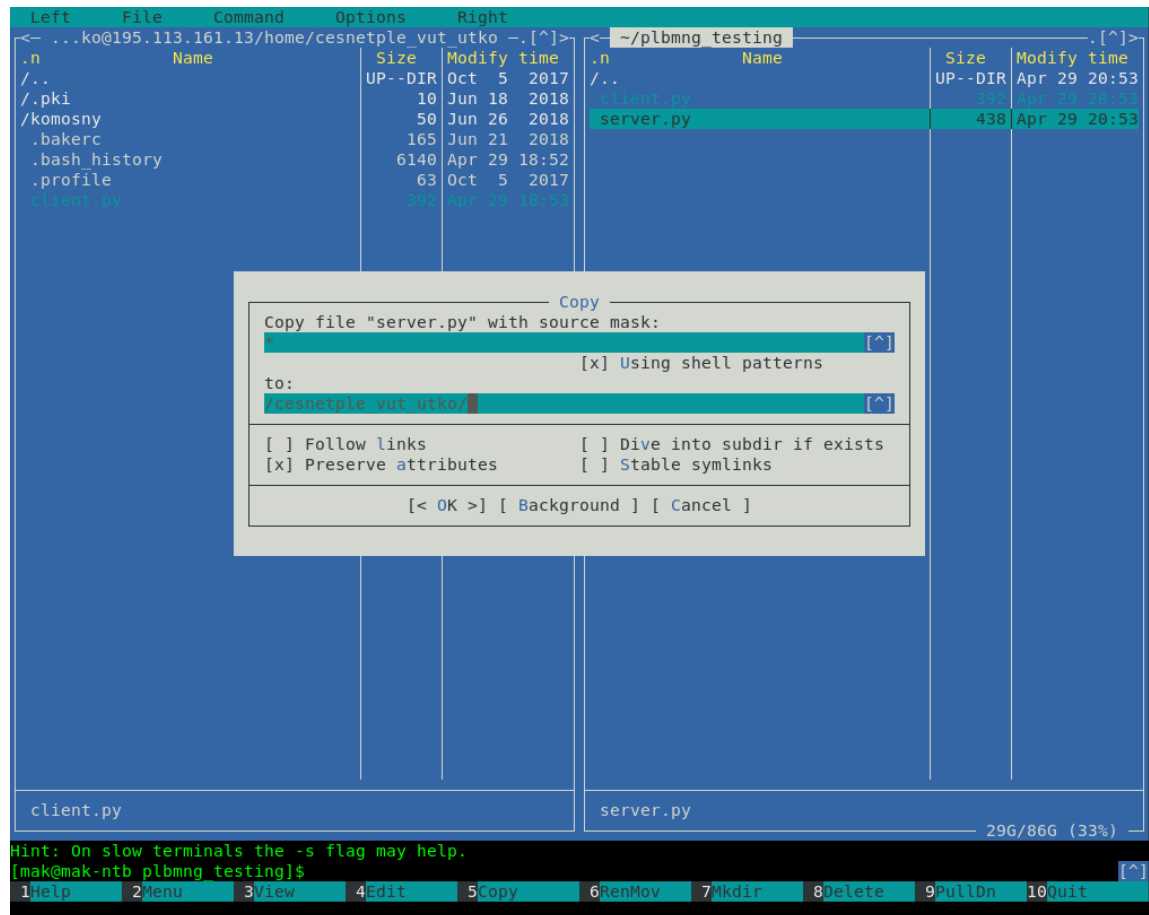 Left File Command Options Right
<─ ...ko@195.113.161.13/home/cesnetple_vut_utko ─.[^]> <─ ~/plbmng_testing ─.[^]>
.n Name Size Modify time .n Name Size Modify time
/.. UP--DIR Oct 5 2017 /.. UP--DIR Apr 29 20:53
/.pki 10 Jun 18 2018 client.py 392 Apr 29 20:53
/komosny 50 Jun 26 2018 server.py 438 Apr 29 20:53
.bakerc 165 Jun 21 2018
.bash_history 6140 Apr 29 18:52
.profile 63 Oct 5 2017
client.py 392 Apr 29 18:53
Copy
Copy file "server.py" with source mask:
* [^]
[x] Using shell patterns
to:
/cesnetple_vut_utko/ [^]
[ ] Follow links [ ] Dive into subdir if exists
[x] Preserve attributes [ ] Stable symlinks
[< OK >] [ Background ] [ Cancel ]
client.py server.py
29G/86G (33%)
Hint: On slow terminals the -s flag may help.
[mak@mak-ntb plbmng_testing]$ [^]
1Help 2Menu 3View 4Edit 5Copy 6RenMov 7Mkdir 8Delete 9PullDn 10Quit